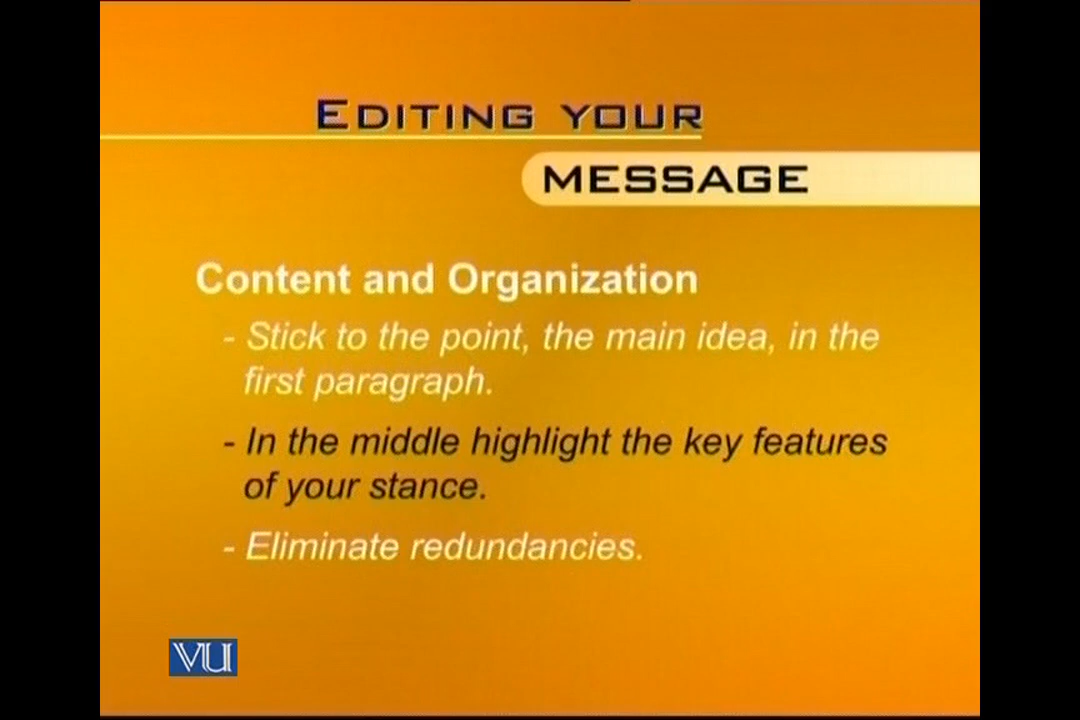 EDITING YOUR
MESSAGE
Content and Organization
- Stick to the point, the main idea, in the
first paragraph.
- In the middle highlight the key features
of your stance.
- Eliminate redundancies.
VU